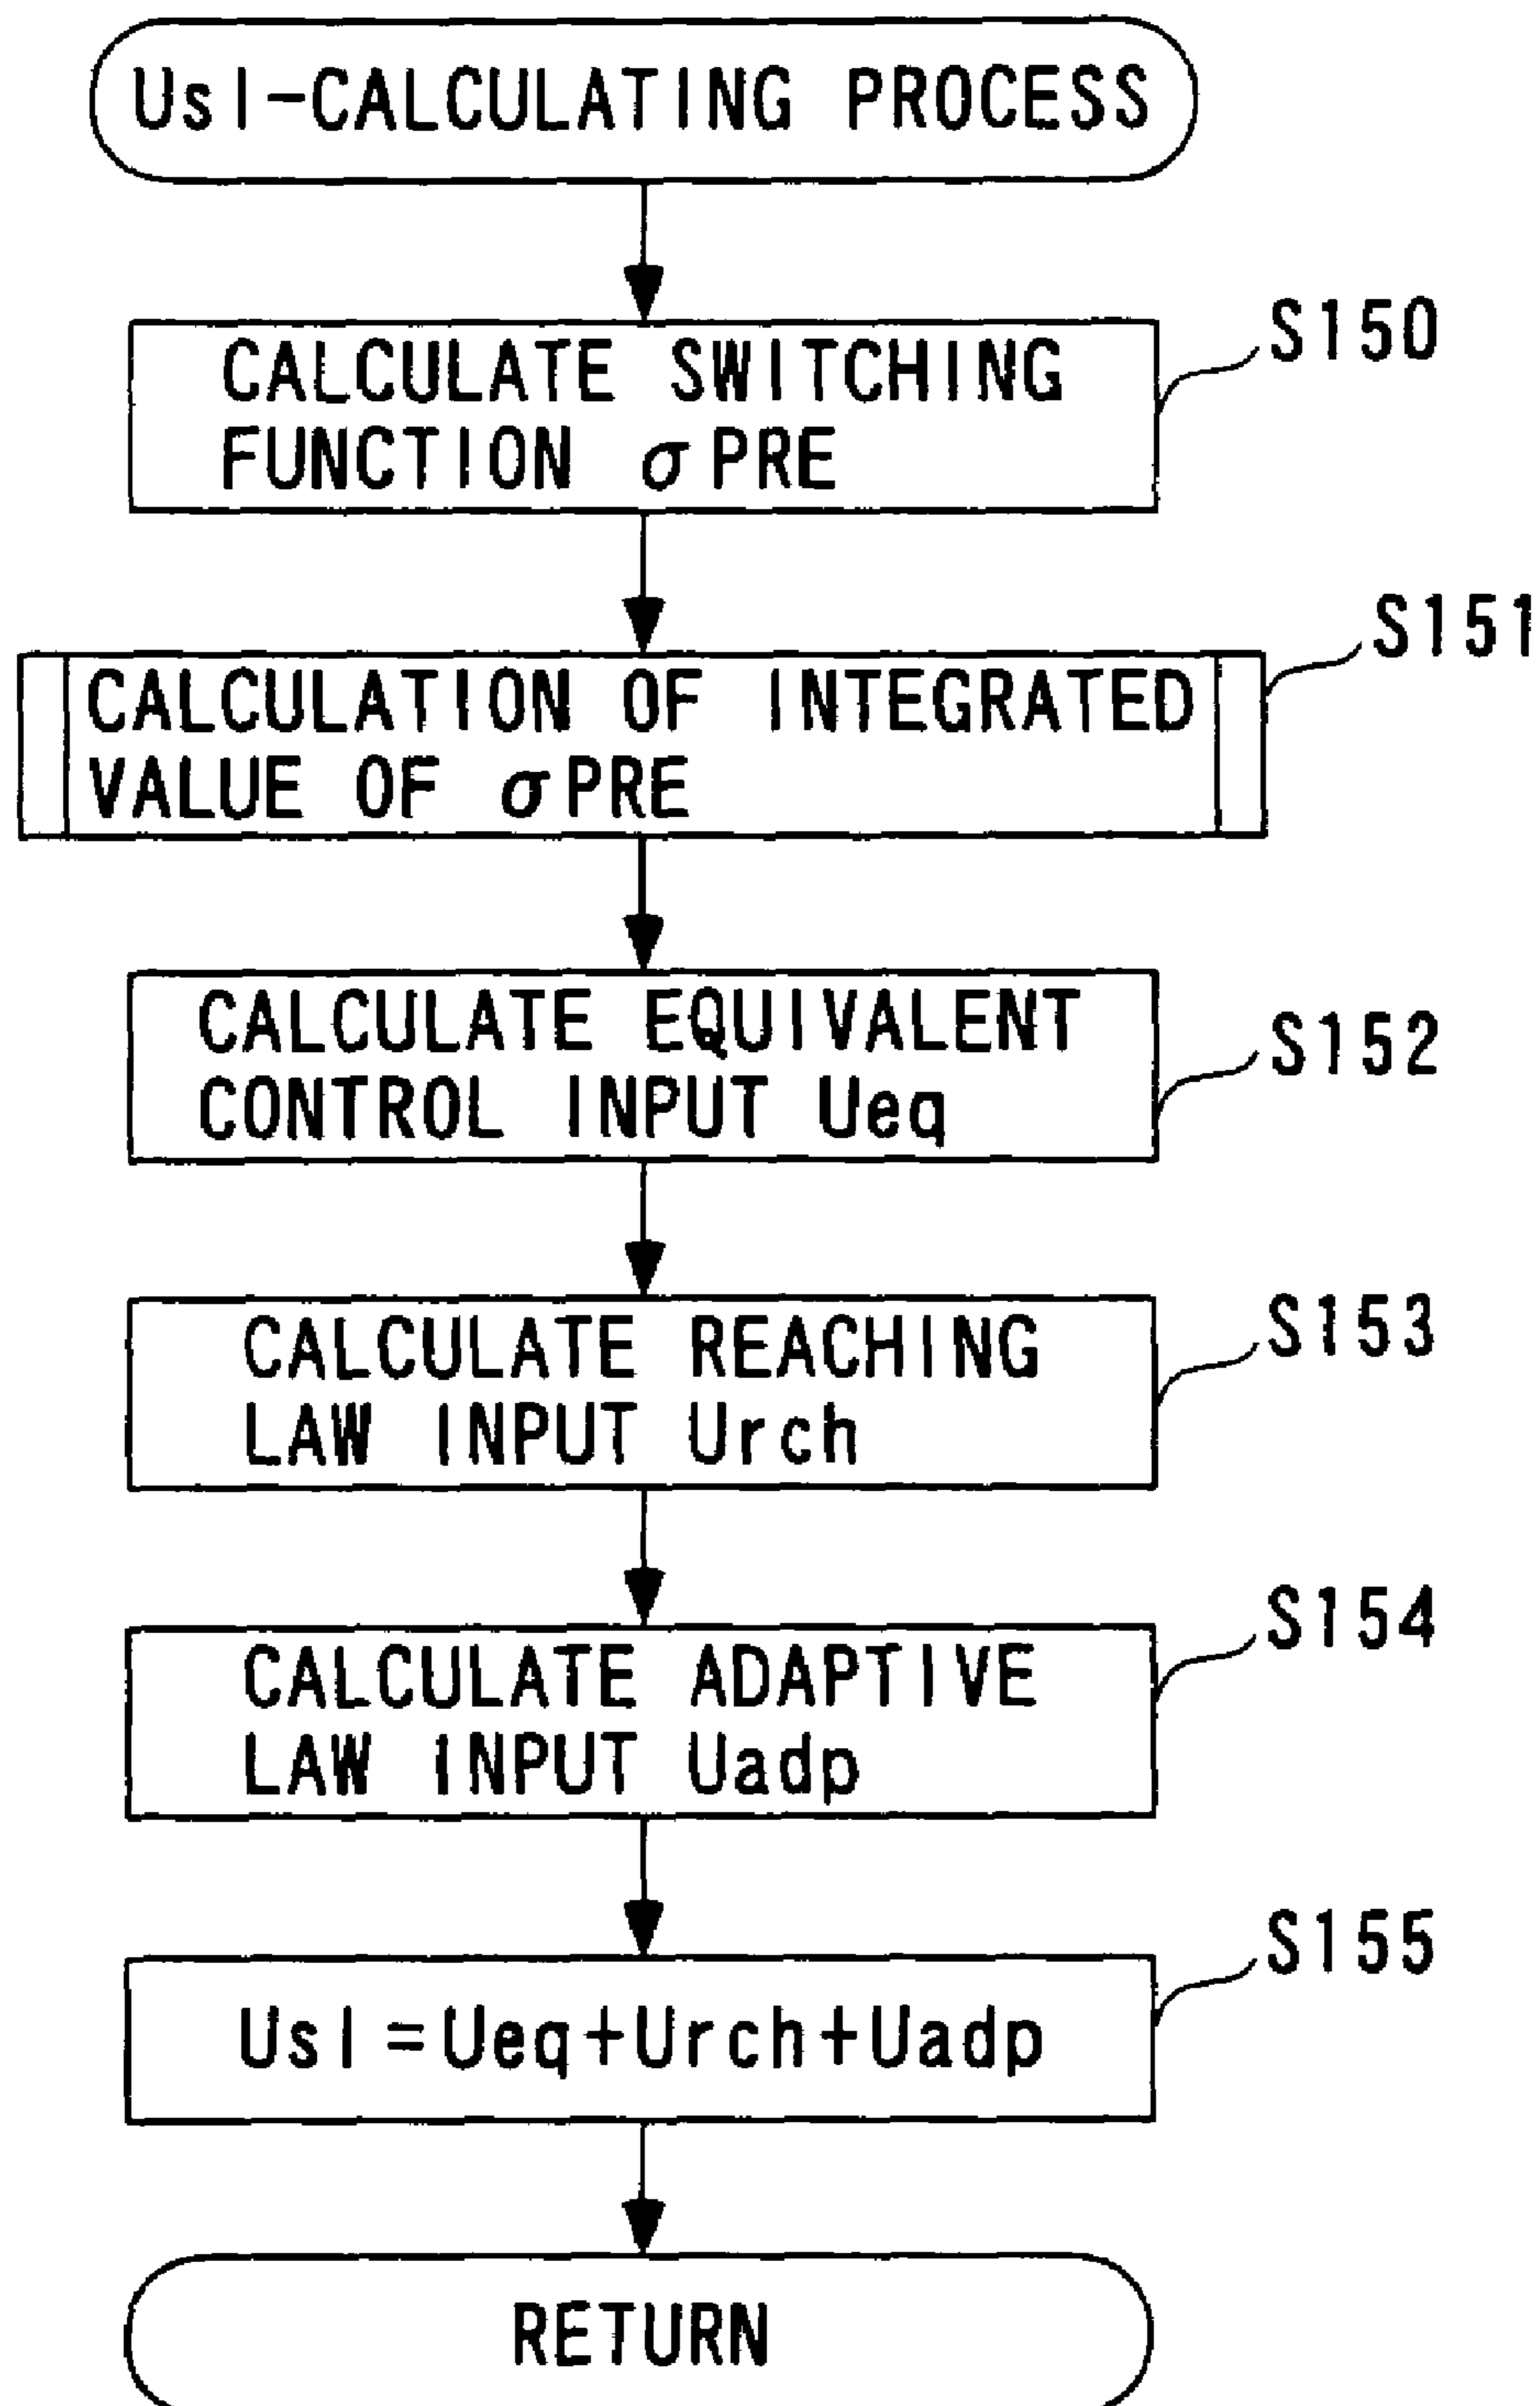 Usl-CALCULATING PROCESS
S150
CALCULATE SWITCHING
FUNCTION σPRE
S151
CALCULATION OF INTEGRATED
VALUE OF σPRE
S152
CALCULATE EQUIVALENT
CONTROL INPUT Ueq
S153
CALCULATE REACHING
LAW INPUT Urch
S154
CALCULATE ADAPTIVE
LAW INPUT Uadp
S155
Usl=Ueq+Urch+Uadp
RETURN